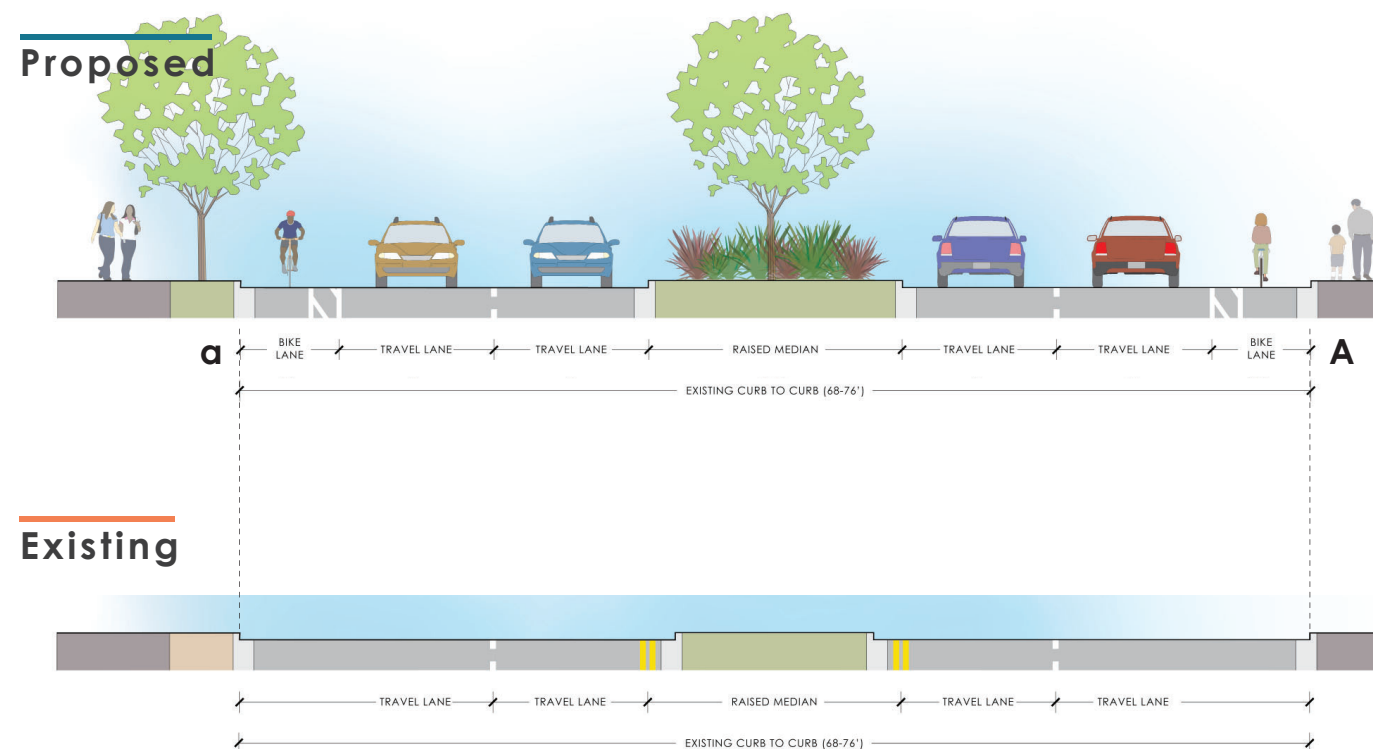 Proposed
a
BIKE
LANE
TRAVEL LANE
TRAVEL LANE
RAISED MEDIAN
TRAVEL LANE
TRAVEL LANE
BIKE
LANE
A
EXISTING CURB TO CURB (68-76')
Existing
TRAVEL LANE
TRAVEL LANE
RAISED MEDIAN
TRAVEL LANE
TRAVEL LANE
EXISTING CURB TO CURB (68-76')